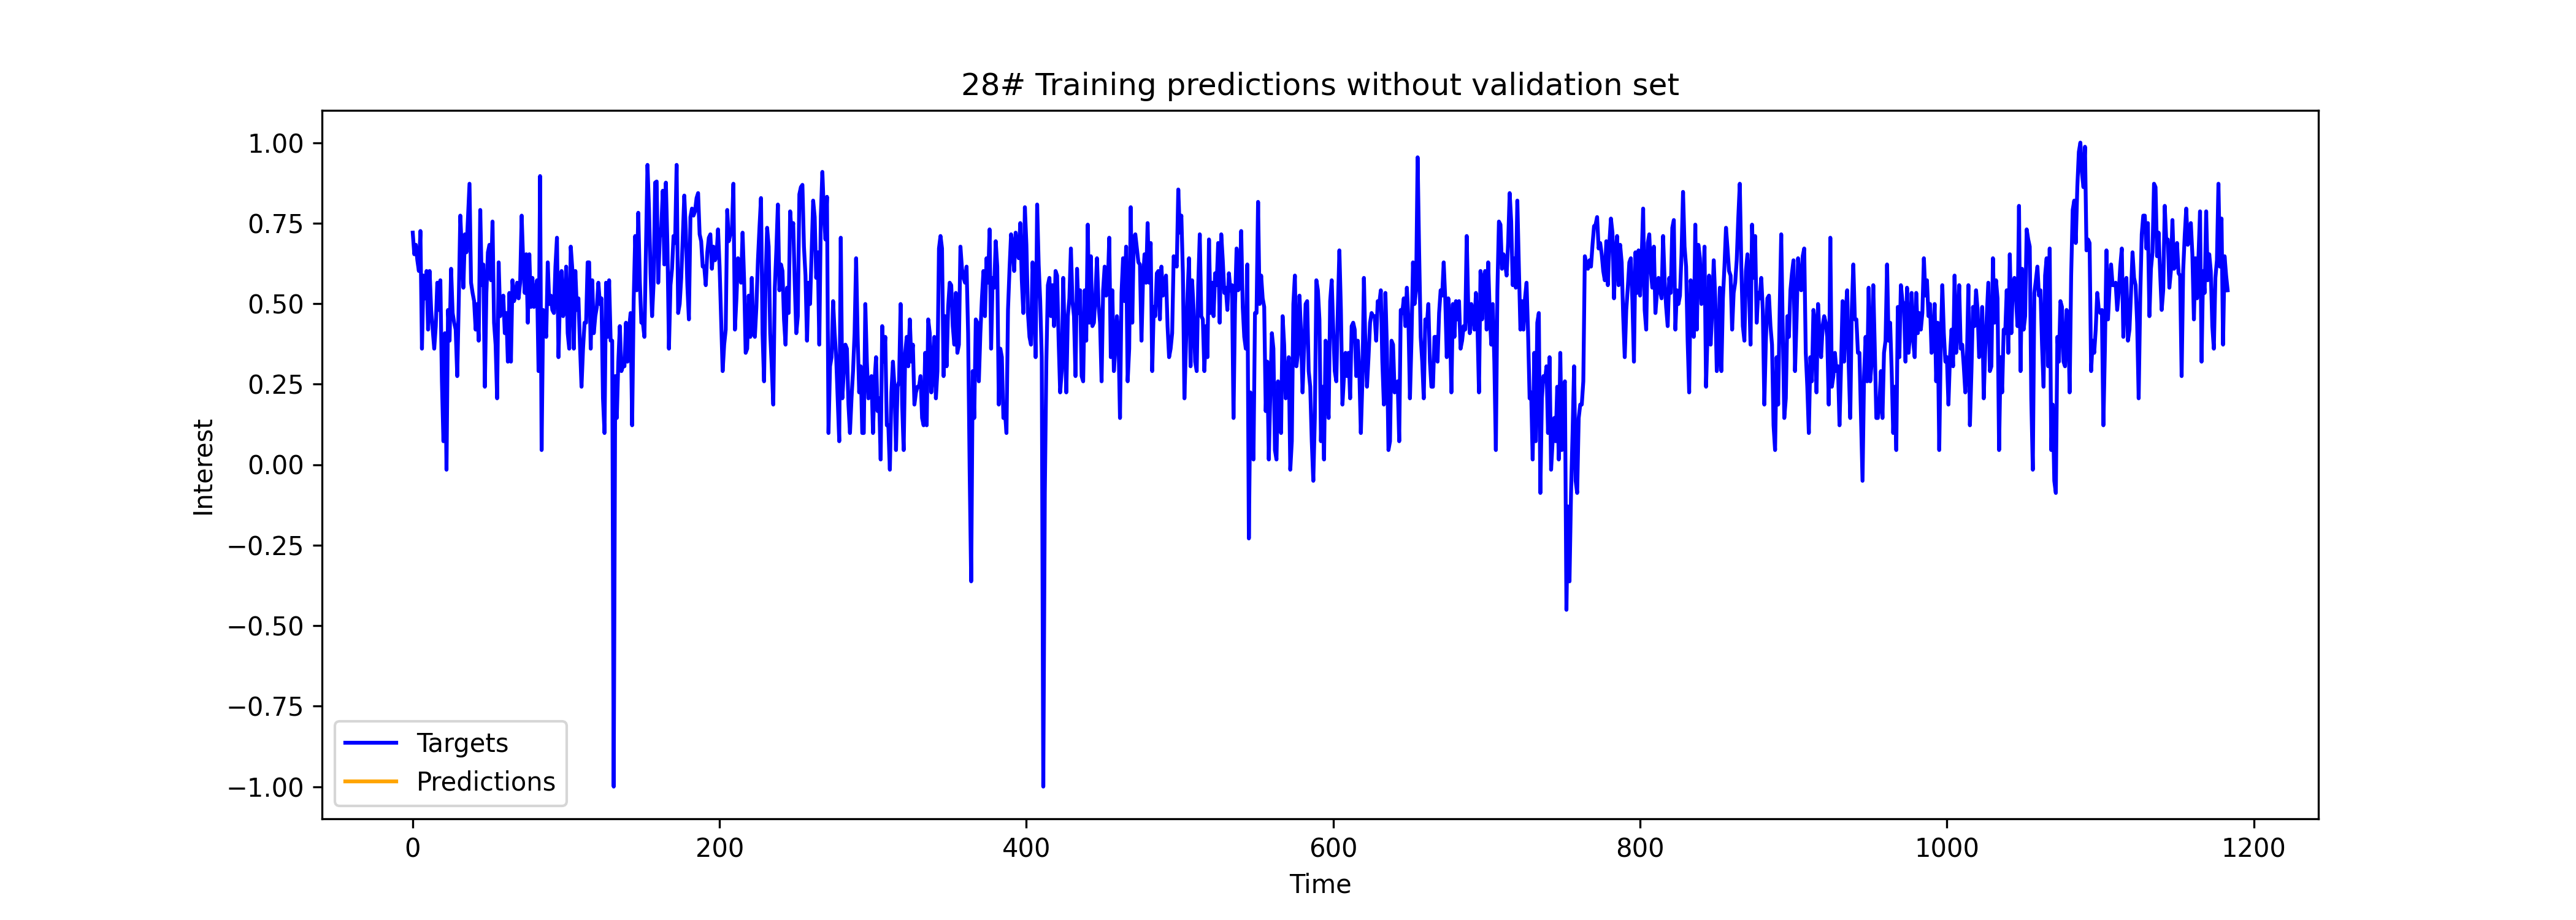 28# Training predictions without validation set
1.00
0.75
0.50
0.25
0.00
−0.25
−0.50
−0.75
−1.00
Interest
Targets
Predictions
0 200 400 600 800 1000 1200
Time